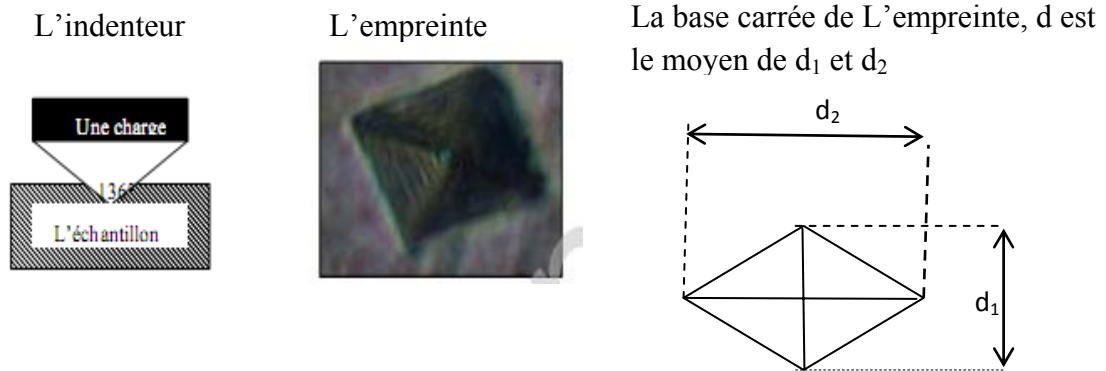 L'indenteur
L'empreinte
La base carrée de L'empreinte, d est
le moyen de d₁ et d₂
Une charge
136°
L'échantillon
d₂
d₁